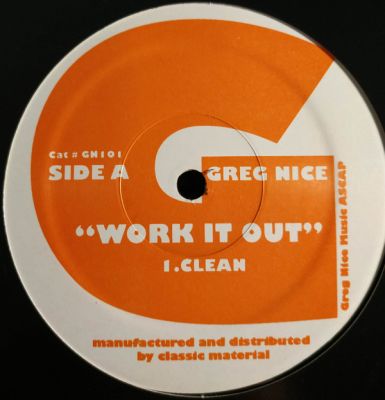 Cat # GN101
SIDE A
GREG NICE
"WORK IT OUT"
1.CLEAN
Greg Nice Music ASCAP
manufactured and distributed
by classic material